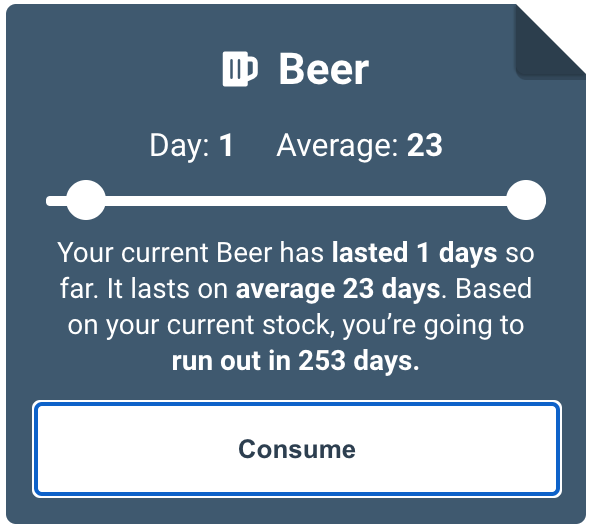 Beer
Day: 1 Average: 23
Your current Beer has lasted 1 days so
far. It lasts on average 23 days. Based
on your current stock, you’re going to
run out in 253 days.
Consume